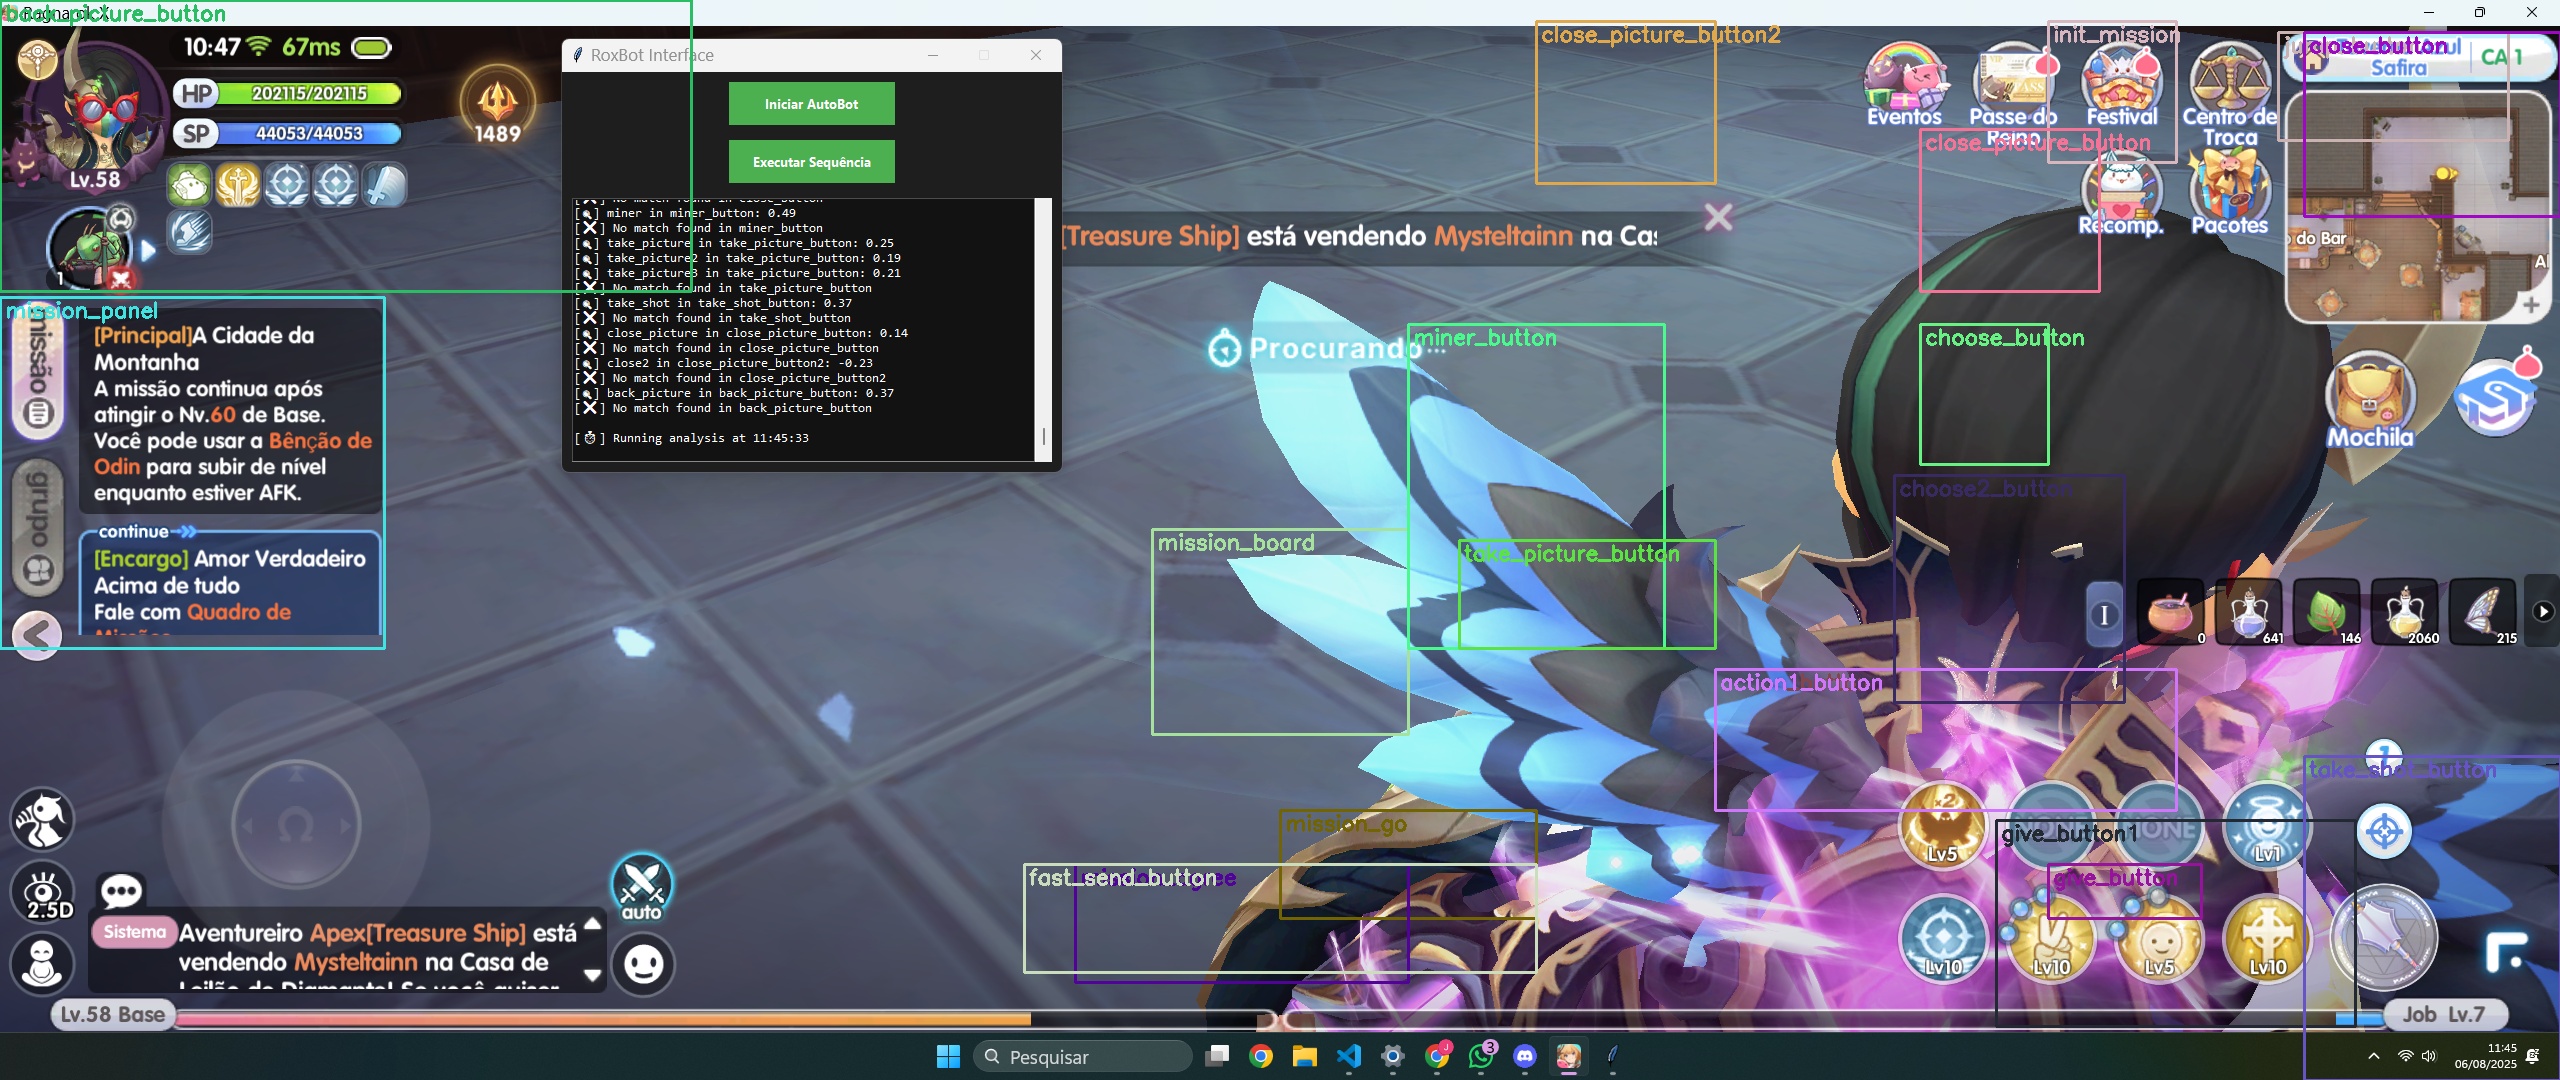 back_picture_button
10:47
67ms
HP
202115/202115
SP
44053/44053
1489
Lv.58
1
RoxBot Interface
Iniciar AutoBot
Executar Sequência
[🔍] miner in miner_button: 0.49
[❌] No match found in miner_button
[🔍] take_picture in take_picture_button: 0.25
[🔍] take_picture2 in take_picture_button: 0.19
[🔍] take_picture3 in take_picture_button: 0.21
[❌] No match found in take_picture_button
[🔍] take_shot in take_shot_button: 0.37
[❌] No match found in take_shot_button
[🔍] close_picture in close_picture_button: 0.14
[❌] No match found in close_picture_button
[🔍] close2 in close_picture_button2: -0.23
[❌] No match found in close_picture_button2
[🔍] back_picture in back_picture_button: 0.37
[❌] No match found in back_picture_button
[⏱] Running analysis at 11:45:33
close_picture_button2
init_mission
close_button
Azul
Safira
CA 1
Eventos
Passe do
Reino
Festival
Centro de
Troca
close_picture_button
Recomp.
Pacotes
do Bar
[Treasure Ship] está vendendo Mysteltainn na Cas
Procurando...
mission_panel
missão
[Principal]A Cidade da
Montanha
A missão continua após
atingir o Nv.60 de Base.
Você pode usar a Bênção de
Odin para subir de nível
enquanto estiver AFK.
grupo
continue
[Encargo] Amor Verdadeiro
Acima de tudo
Fale com Quadro de
miner_button
choose_button
Mochila
choose2_button
mission_board
take_picture_button
I
0
641
146
2060
215
action1_button
take_shot_button
mission_go
give_button1
give_button
fast_send_button
x2
Lv5
Lv1
Lv10
Lv10
Lv5
Lv10
2.5D
auto
Sistema
Aventureiro Apex[Treasure Ship] está
vendendo Mysteltainn na Casa de
Leilão de Diamante! Se você quiser
Lv.58 Base
Job Lv.7
Pesquisar
3
11:45
06/08/2025